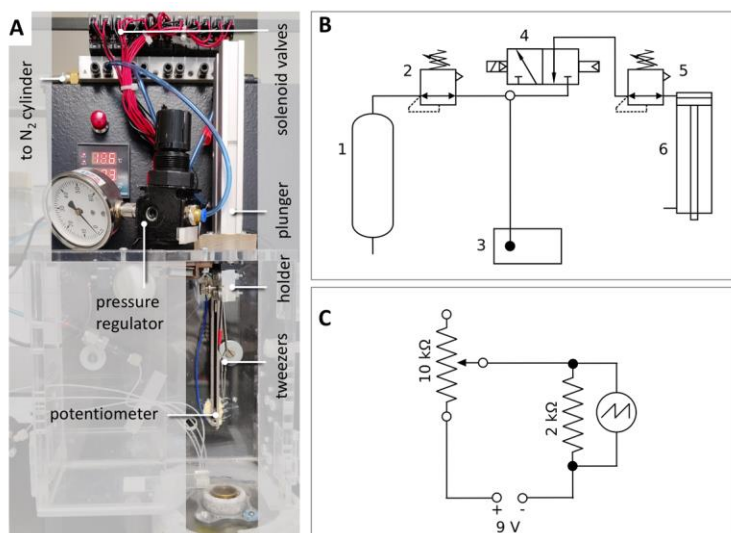 A
to N2 cylinder
solenoid valves
plunger
pressure
regulator
holder
tweezers
potentiometer
B
1
2
3
4
5
6
C
10 kΩ
2 kΩ
+ -
9 V